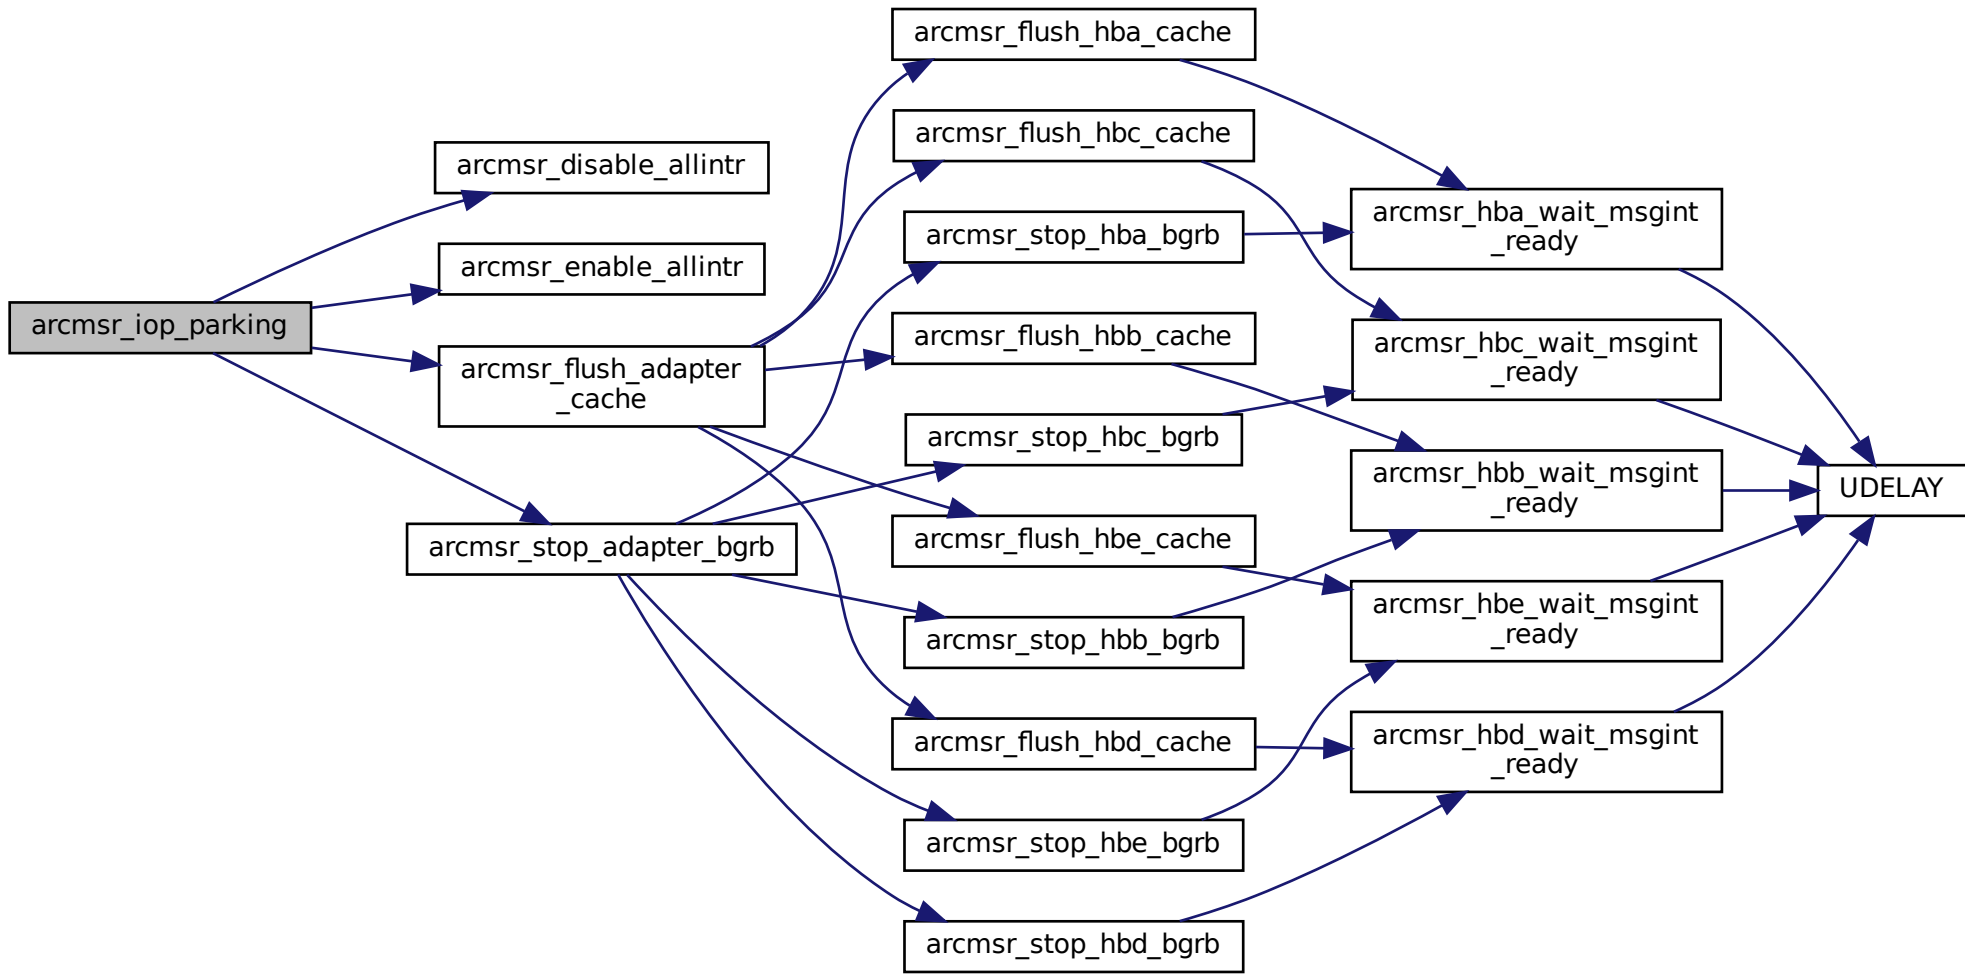 arcmsr_iop_parking
arcmsr_disable_allintr
arcmsr_enable_allintr
arcmsr_flush_adapter
_cache
arcmsr_stop_adapter_bgrb
arcmsr_flush_hba_cache
arcmsr_flush_hbc_cache
arcmsr_stop_hba_bgrb
arcmsr_flush_hbb_cache
arcmsr_stop_hbc_bgrb
arcmsr_flush_hbe_cache
arcmsr_stop_hbb_bgrb
arcmsr_flush_hbd_cache
arcmsr_stop_hbe_bgrb
arcmsr_stop_hbd_bgrb
arcmsr_hba_wait_msgint
_ready
arcmsr_hbc_wait_msgint
_ready
arcmsr_hbb_wait_msgint
_ready
arcmsr_hbe_wait_msgint
_ready
arcmsr_hbd_wait_msgint
_ready
UDELAY